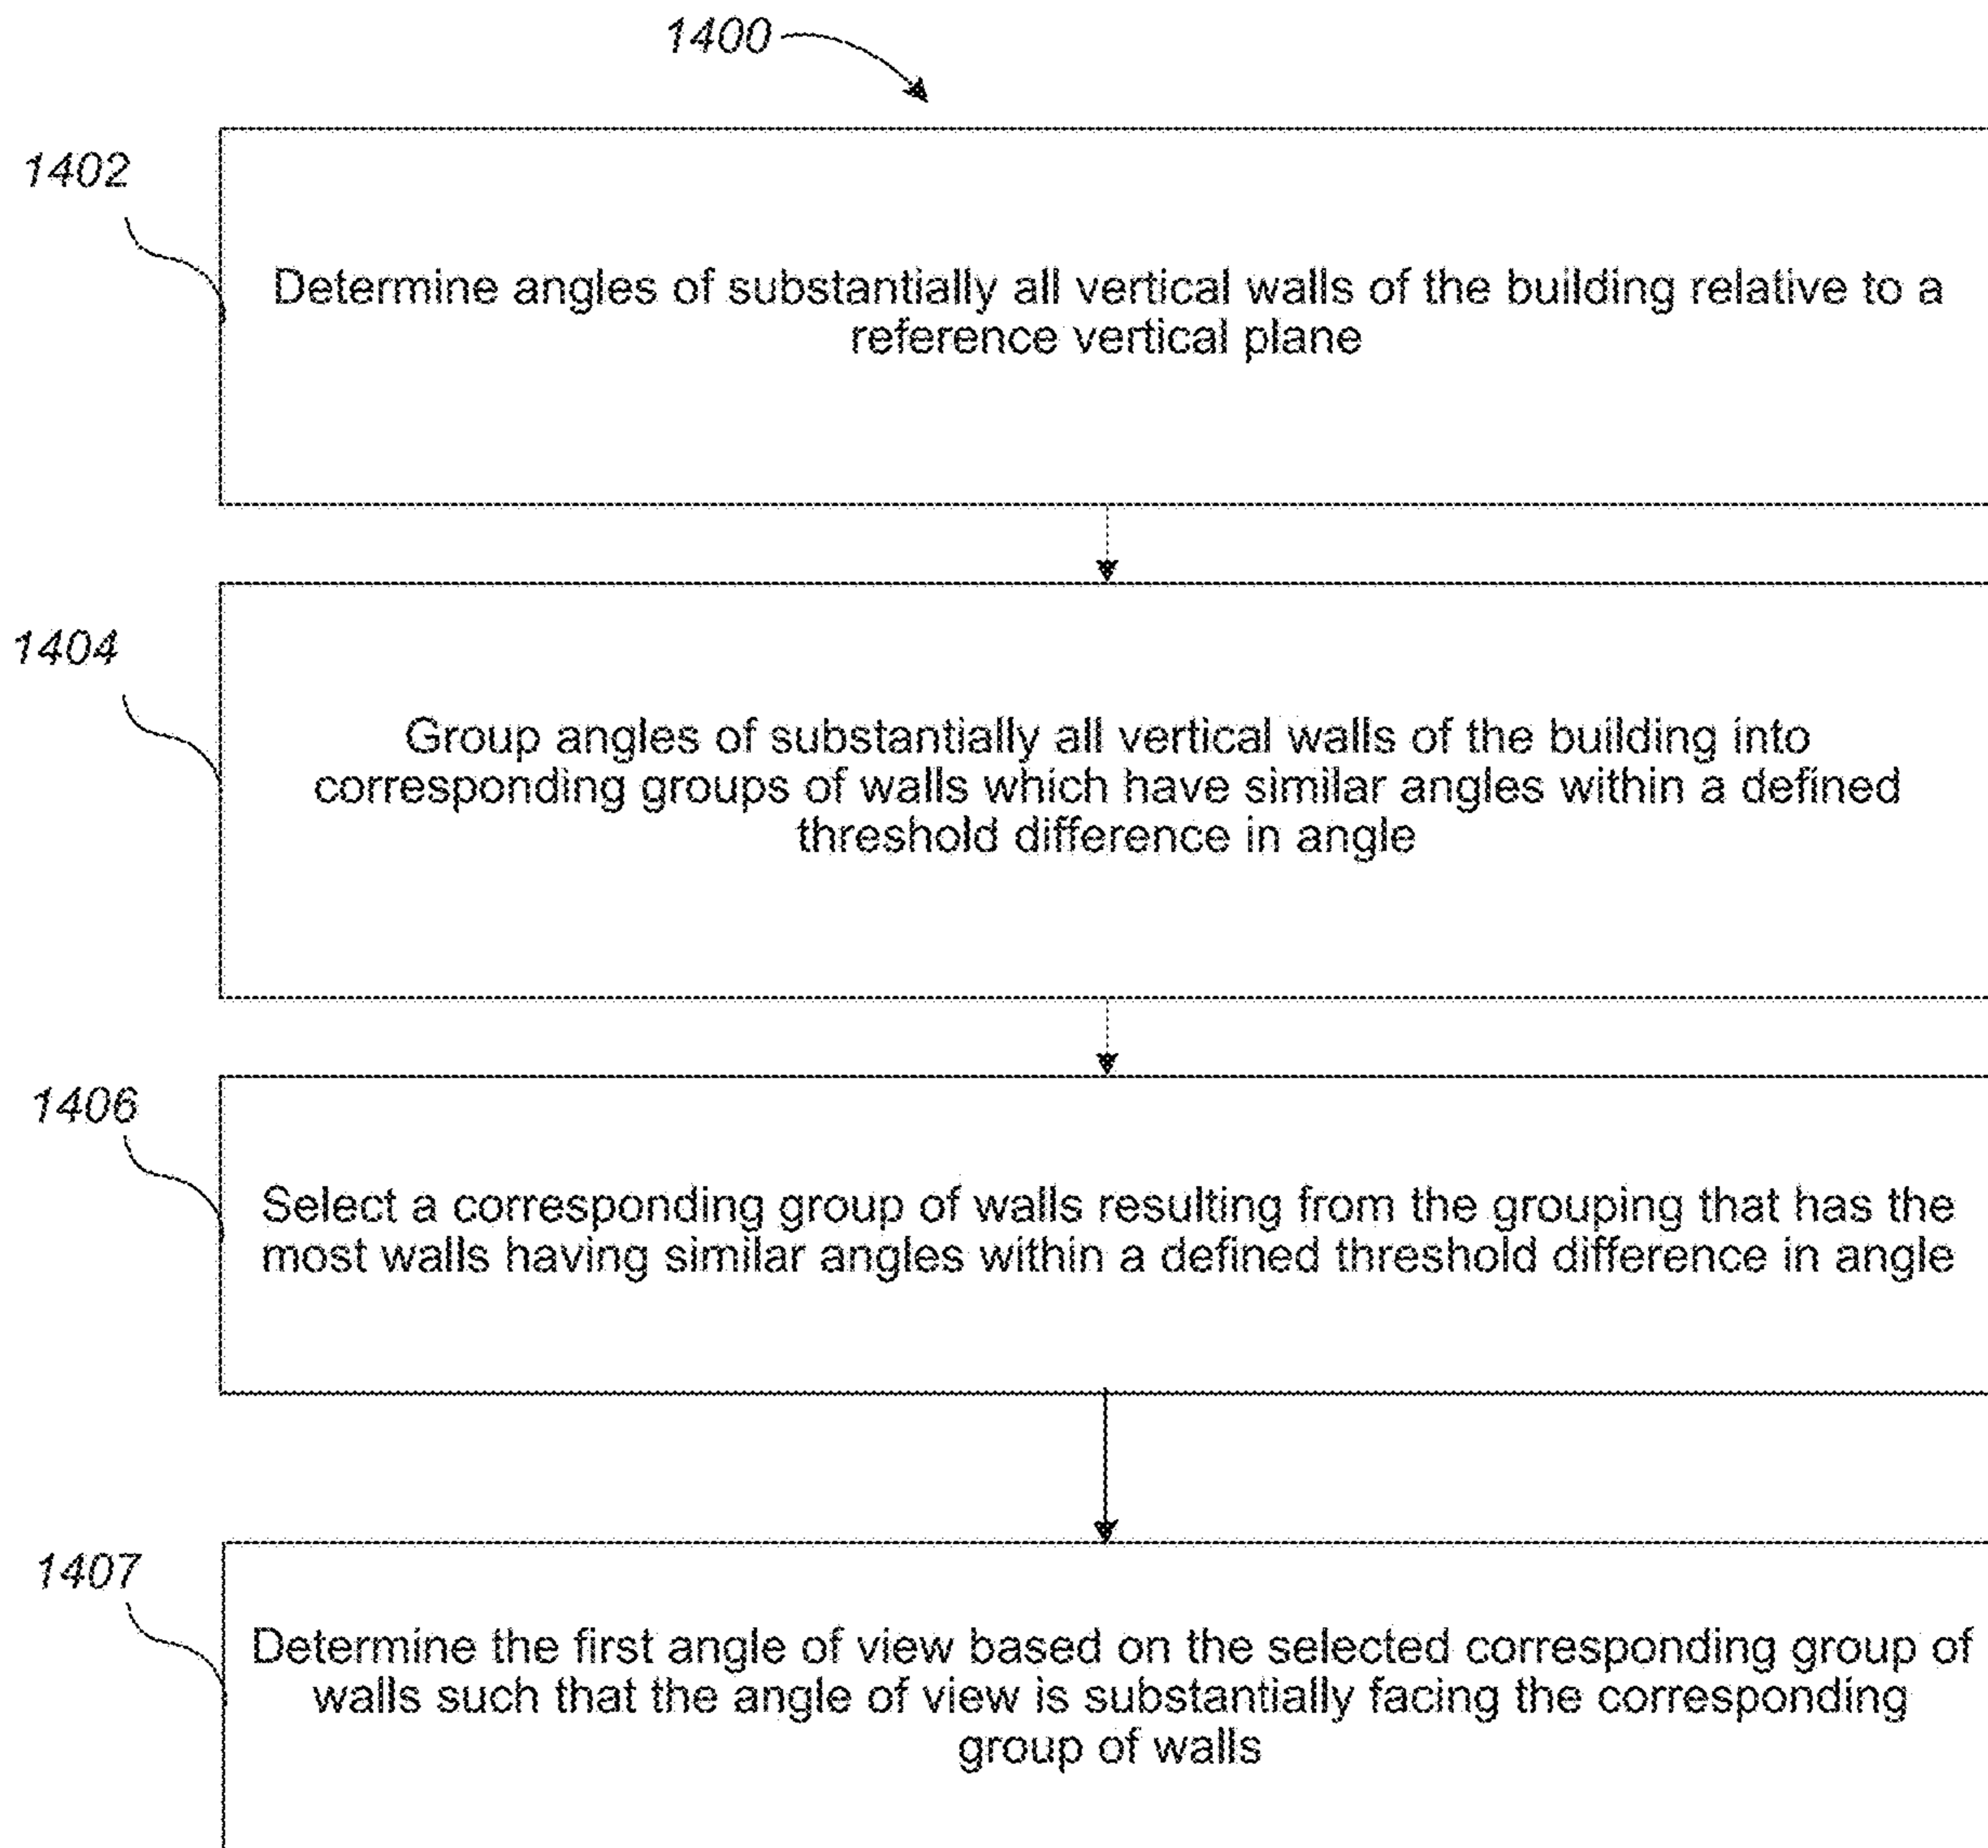 1400
1402
Determine angles of substantially all vertical walls of the building relative to a
reference vertical plane
1404
Group angles of substantially all vertical walls of the building into
corresponding groups of walls which have similar angles within a defined
threshold difference in angle
1406
Select a corresponding group of walls resulting from the grouping that has the
most walls having similar angles within a defined threshold difference in angle
1407
Determine the first angle of view based on the selected corresponding group of
walls such that the angle of view is substantially facing the corresponding
group of walls